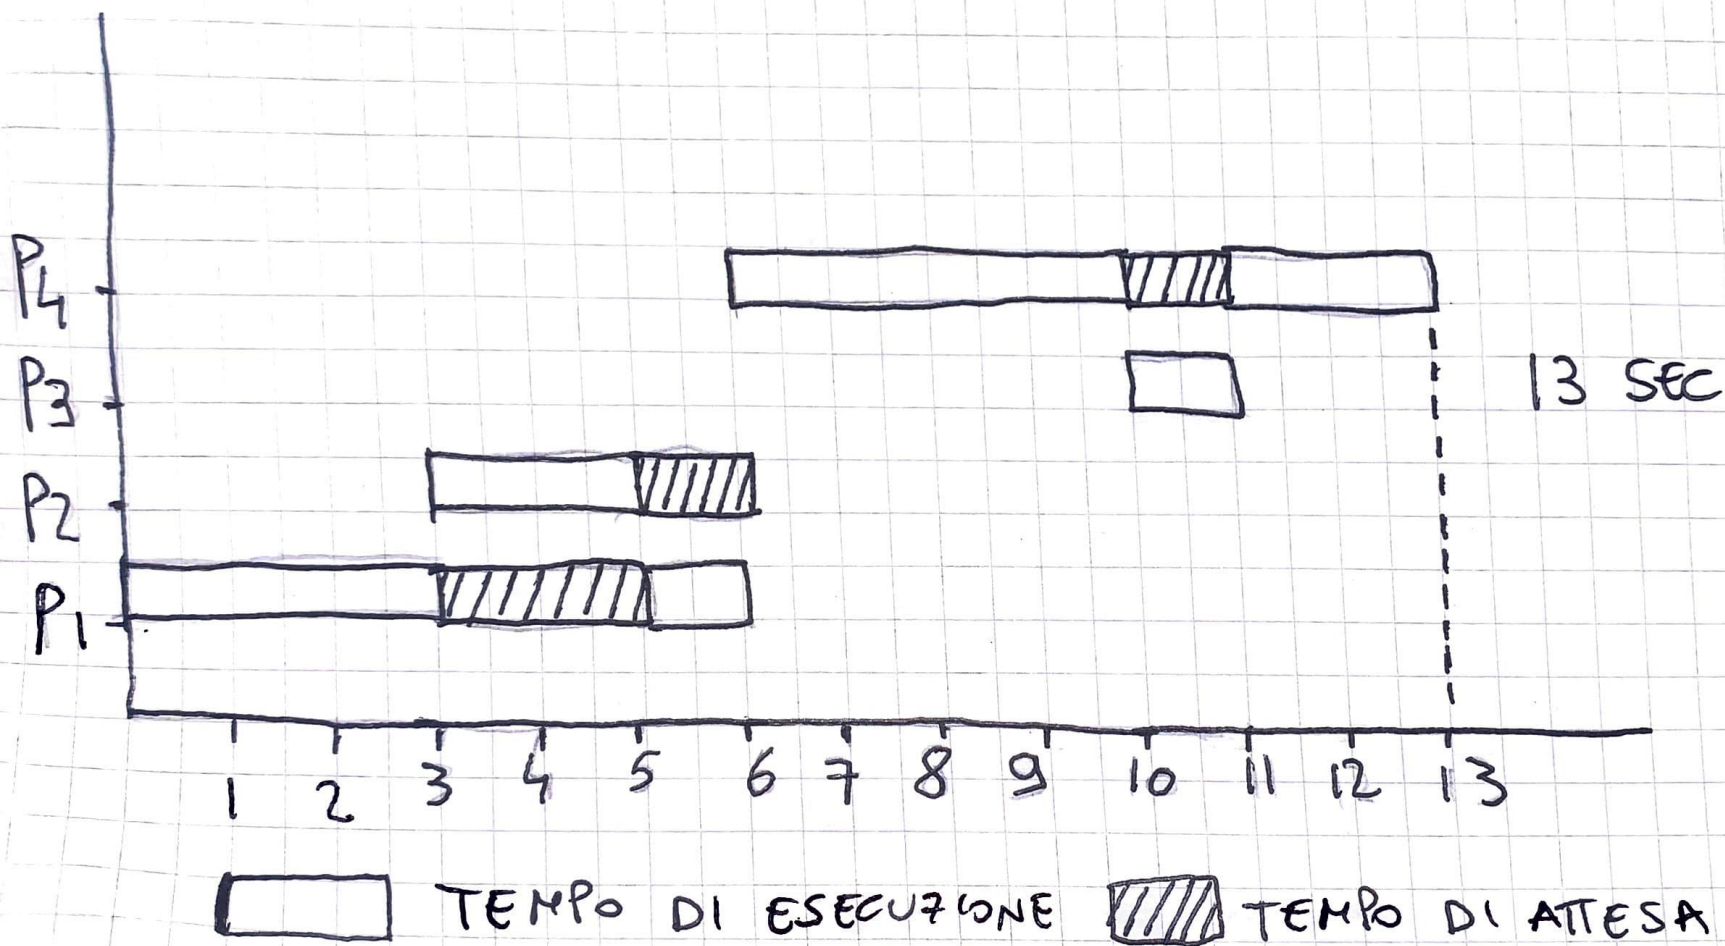 P4
P3
13 SEC
P2
P1
1 2 3 4 5 6 7 8 9 10 11 12 13
TEMPO DI ESECUZIONE
TEMPO DI ATTESA